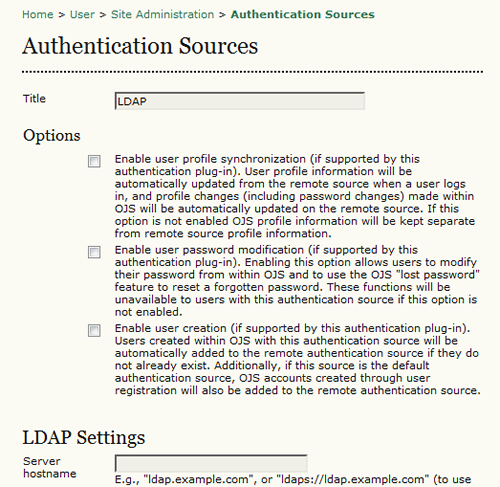 Home > User > Site Administration > Authentication Sources
Authentication Sources
Title
LDAP
Options
Enable user profile synchronization (if supported by this
authentication plug-in). User profile information will be
automatically updated from the remote source when a user logs
in, and profile changes (including password changes) made within
OJS will be automatically updated on the remote source. If this
option is not enabled OJS profile information will be kept separate
from remote source profile information.
Enable user password modification (if supported by this
authentication plug-in). Enabling this option allows users to modify
their password from within OJS and to use the OJS "lost password"
feature to reset a forgotten password. These functions will be
unavailable to users with this authentication source if this option is
not enabled.
Enable user creation (if supported by this authentication plug-in).
Users created within OJS with this authentication source will be
automatically added to the remote authentication source if they do
not already exist. Additionally, if this source is the default
authentication source, OJS accounts created through user
registration will also be added to the remote authentication source.
LDAP Settings
Server
hostname
E.g., "ldap.example.com", or "ldaps://ldap.example.com" (to use